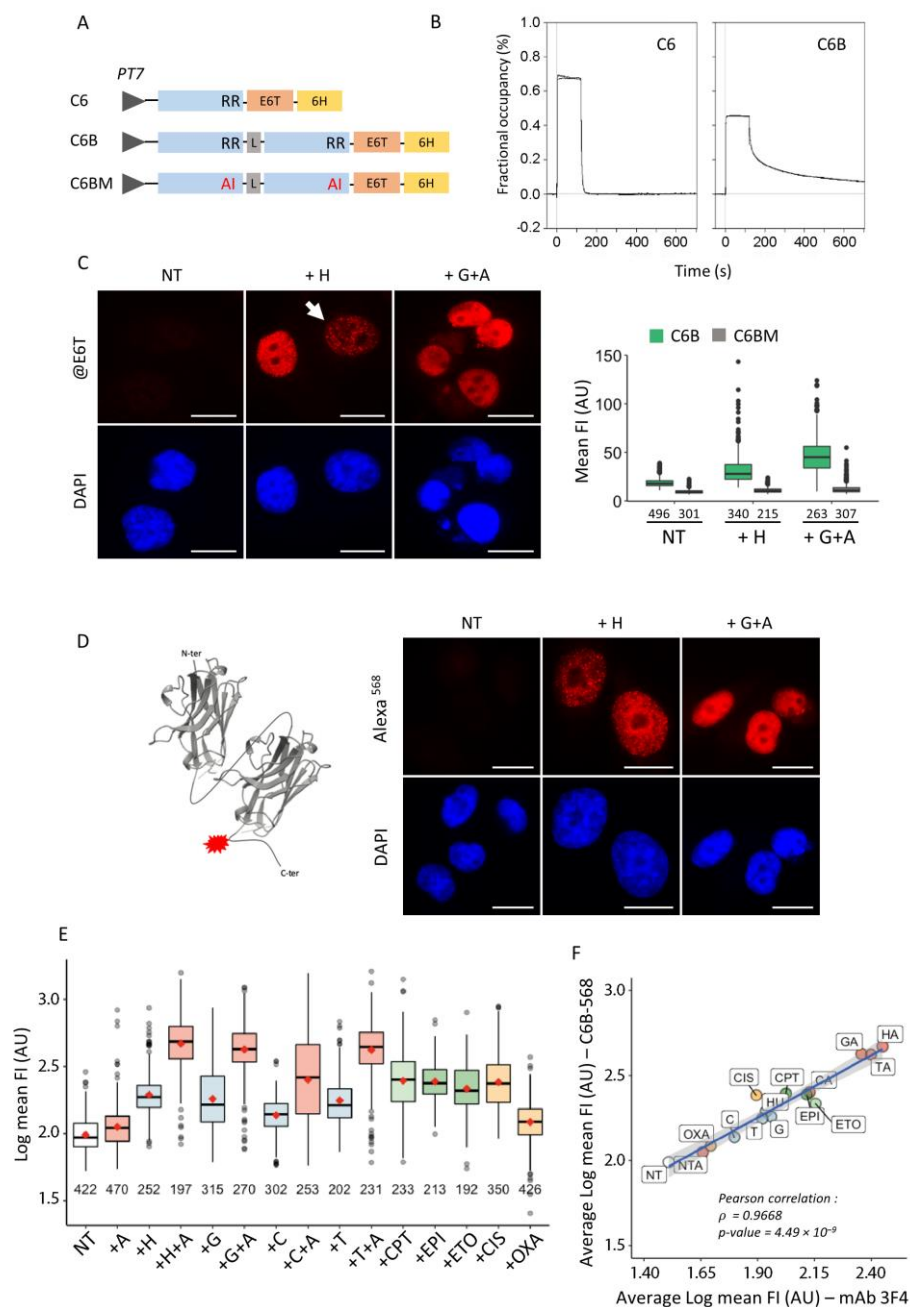 A
PT7
C6
RR
E6T
6H
C6B
RR
L
RR
E6T
6H
C6BM
AI
L
AI
E6T
6H
B
Fractional occupancy (%)
1.0
0.8
0.6
0.4
0.2
0.0
-0.2
C6
C6B
0 200 400 600
0 200 400 600
Time (s)
C
NT
+ H
+ G+A
@E6T
DAPI
C6B
C6BM
Mean FI (AU)
150
100
50
0
496 301
340 215
263 307
NT
+ H
+ G+A
D
N-ter
C-ter
NT
+ H
+ G+A
Alexa 568
DAPI
E
Log mean FI (AU)
3.0
2.5
2.0
1.5
422 470 252 197 315 270 302 253 202 231 233 213 192 350 426
NT +A +H +H+A +G +G+A +C +C+A +T +T+A +CPT +EPI +ETO +CIS +OXA
F
Average Log mean FI (AU) – C6B-568
3.0
2.5
2.0
1.5
GA
HA
TA
CIS
CPT
CA
HU
EPI
ETO
C
T
G
OXA
NT
NTA
Pearson correlation :
ρ = 0.9668
p-value = 4.49 × 10⁻⁹
1.40 1.65 1.90 2.15 2.40
Average Log mean FI (AU) – mAb 3F4